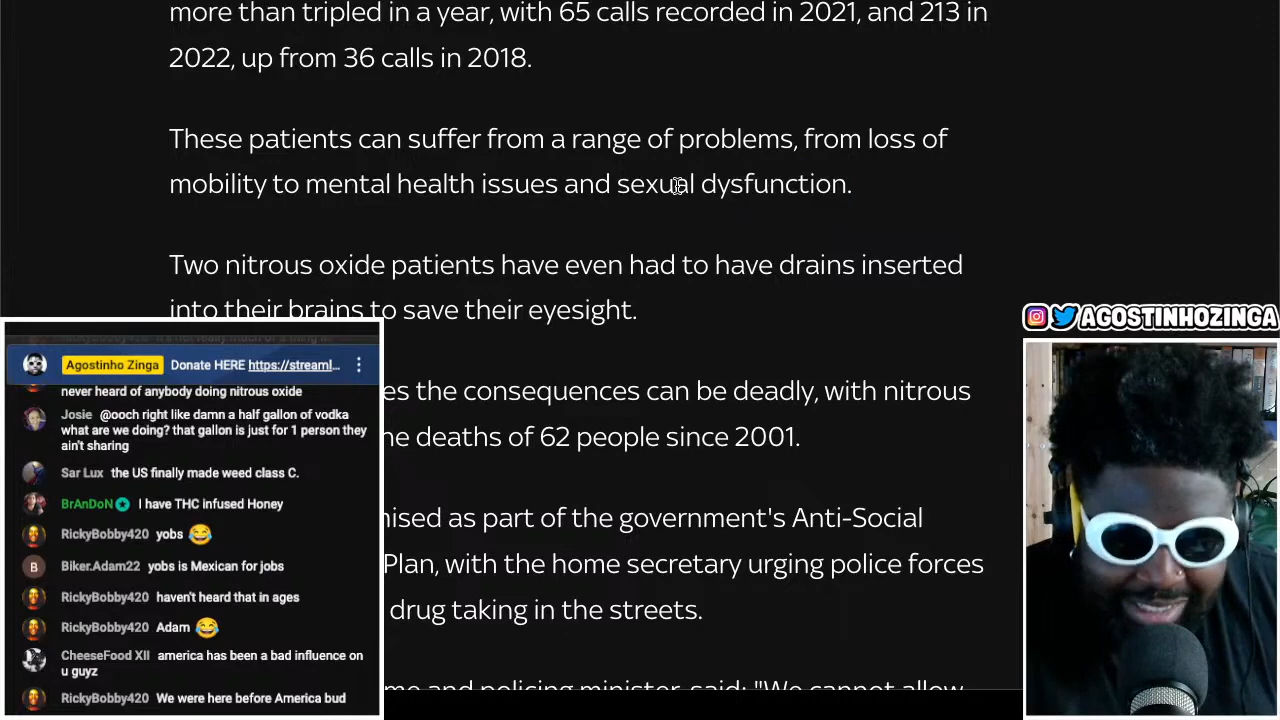 more than tripled in a year, with 65 calls recorded in 2021, and 213 in
2022, up from 36 calls in 2018.
These patients can suffer from a range of problems, from loss of
mobility to mental health issues and sexual dysfunction.
Two nitrous oxide patients have even had to have drains inserted
into their brains to save their eyesight.
es the consequences can be deadly, with nitrous
deaths of 62 people since 2001.
as part of the government's Anti-Social
Plan, with the home secretary urging police forces
drug taking in the streets.
and policing minister, said: "We cannot allow
Agostinho Zinga Donate HERE https://streaml...
never heard of anybody doing nitrous oxide
Josie @ooch right like damn a half gallon of vodka
what are we doing? that gallon is just for 1 person they
ain't sharing
Sar Lux the US finally made weed class C.
BrAnDoN I have THC infused Honey
RickyBobby420 yobs 😂
B Biker.Adam22 yobs is Mexican for jobs
RickyBobby420 haven't heard that in ages
RickyBobby420 Adam 😂
CheeseFood XII america has been a bad influence on
u guyz
RickyBobby420 We were here before America bud
AGOSTINHOZINGA